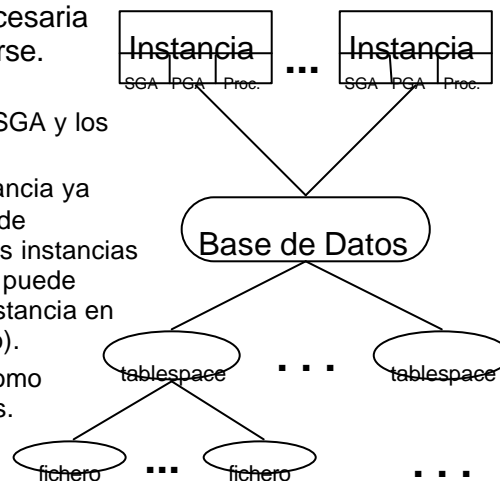 cesaria
rse.
SGA y los
ancia ya
de
s instancias
puede
stancia en
o).
omo
s.
Instancia ... Instancia
SGA PGA Proc. SGA PGA Proc.
Base de Datos
tablespace . . . tablespace
fichero ... fichero . . .